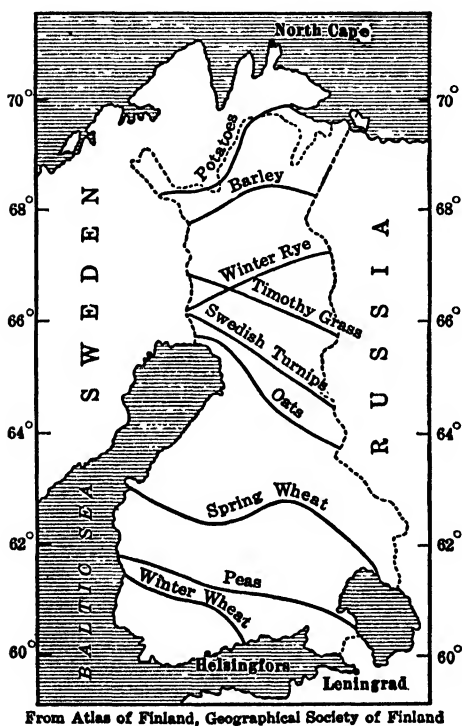 North Cape
70°
70°
Potatoes
Barley
68°
68°
SWEDEN
RUSSIA
Winter Rye
Timothy Grass
66°
66°
Swedish Turnips
Oats
64°
64°
Spring Wheat
62°
62°
BALTIC SEA
Peas
Winter Wheat
60°
60°
Helsingfors
Leningrad
From Atlas of Finland, Geographical Society of Finland